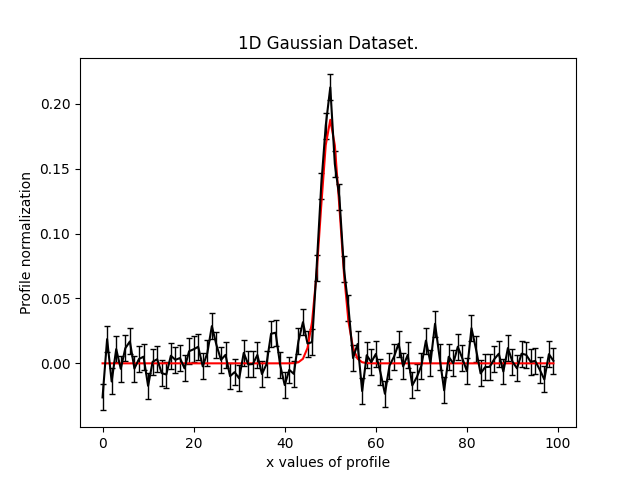 1D Gaussian Dataset.
Profile normalization
0.20
0.15
0.10
0.05
0.00
0 20 40 60 80 100
x values of profile